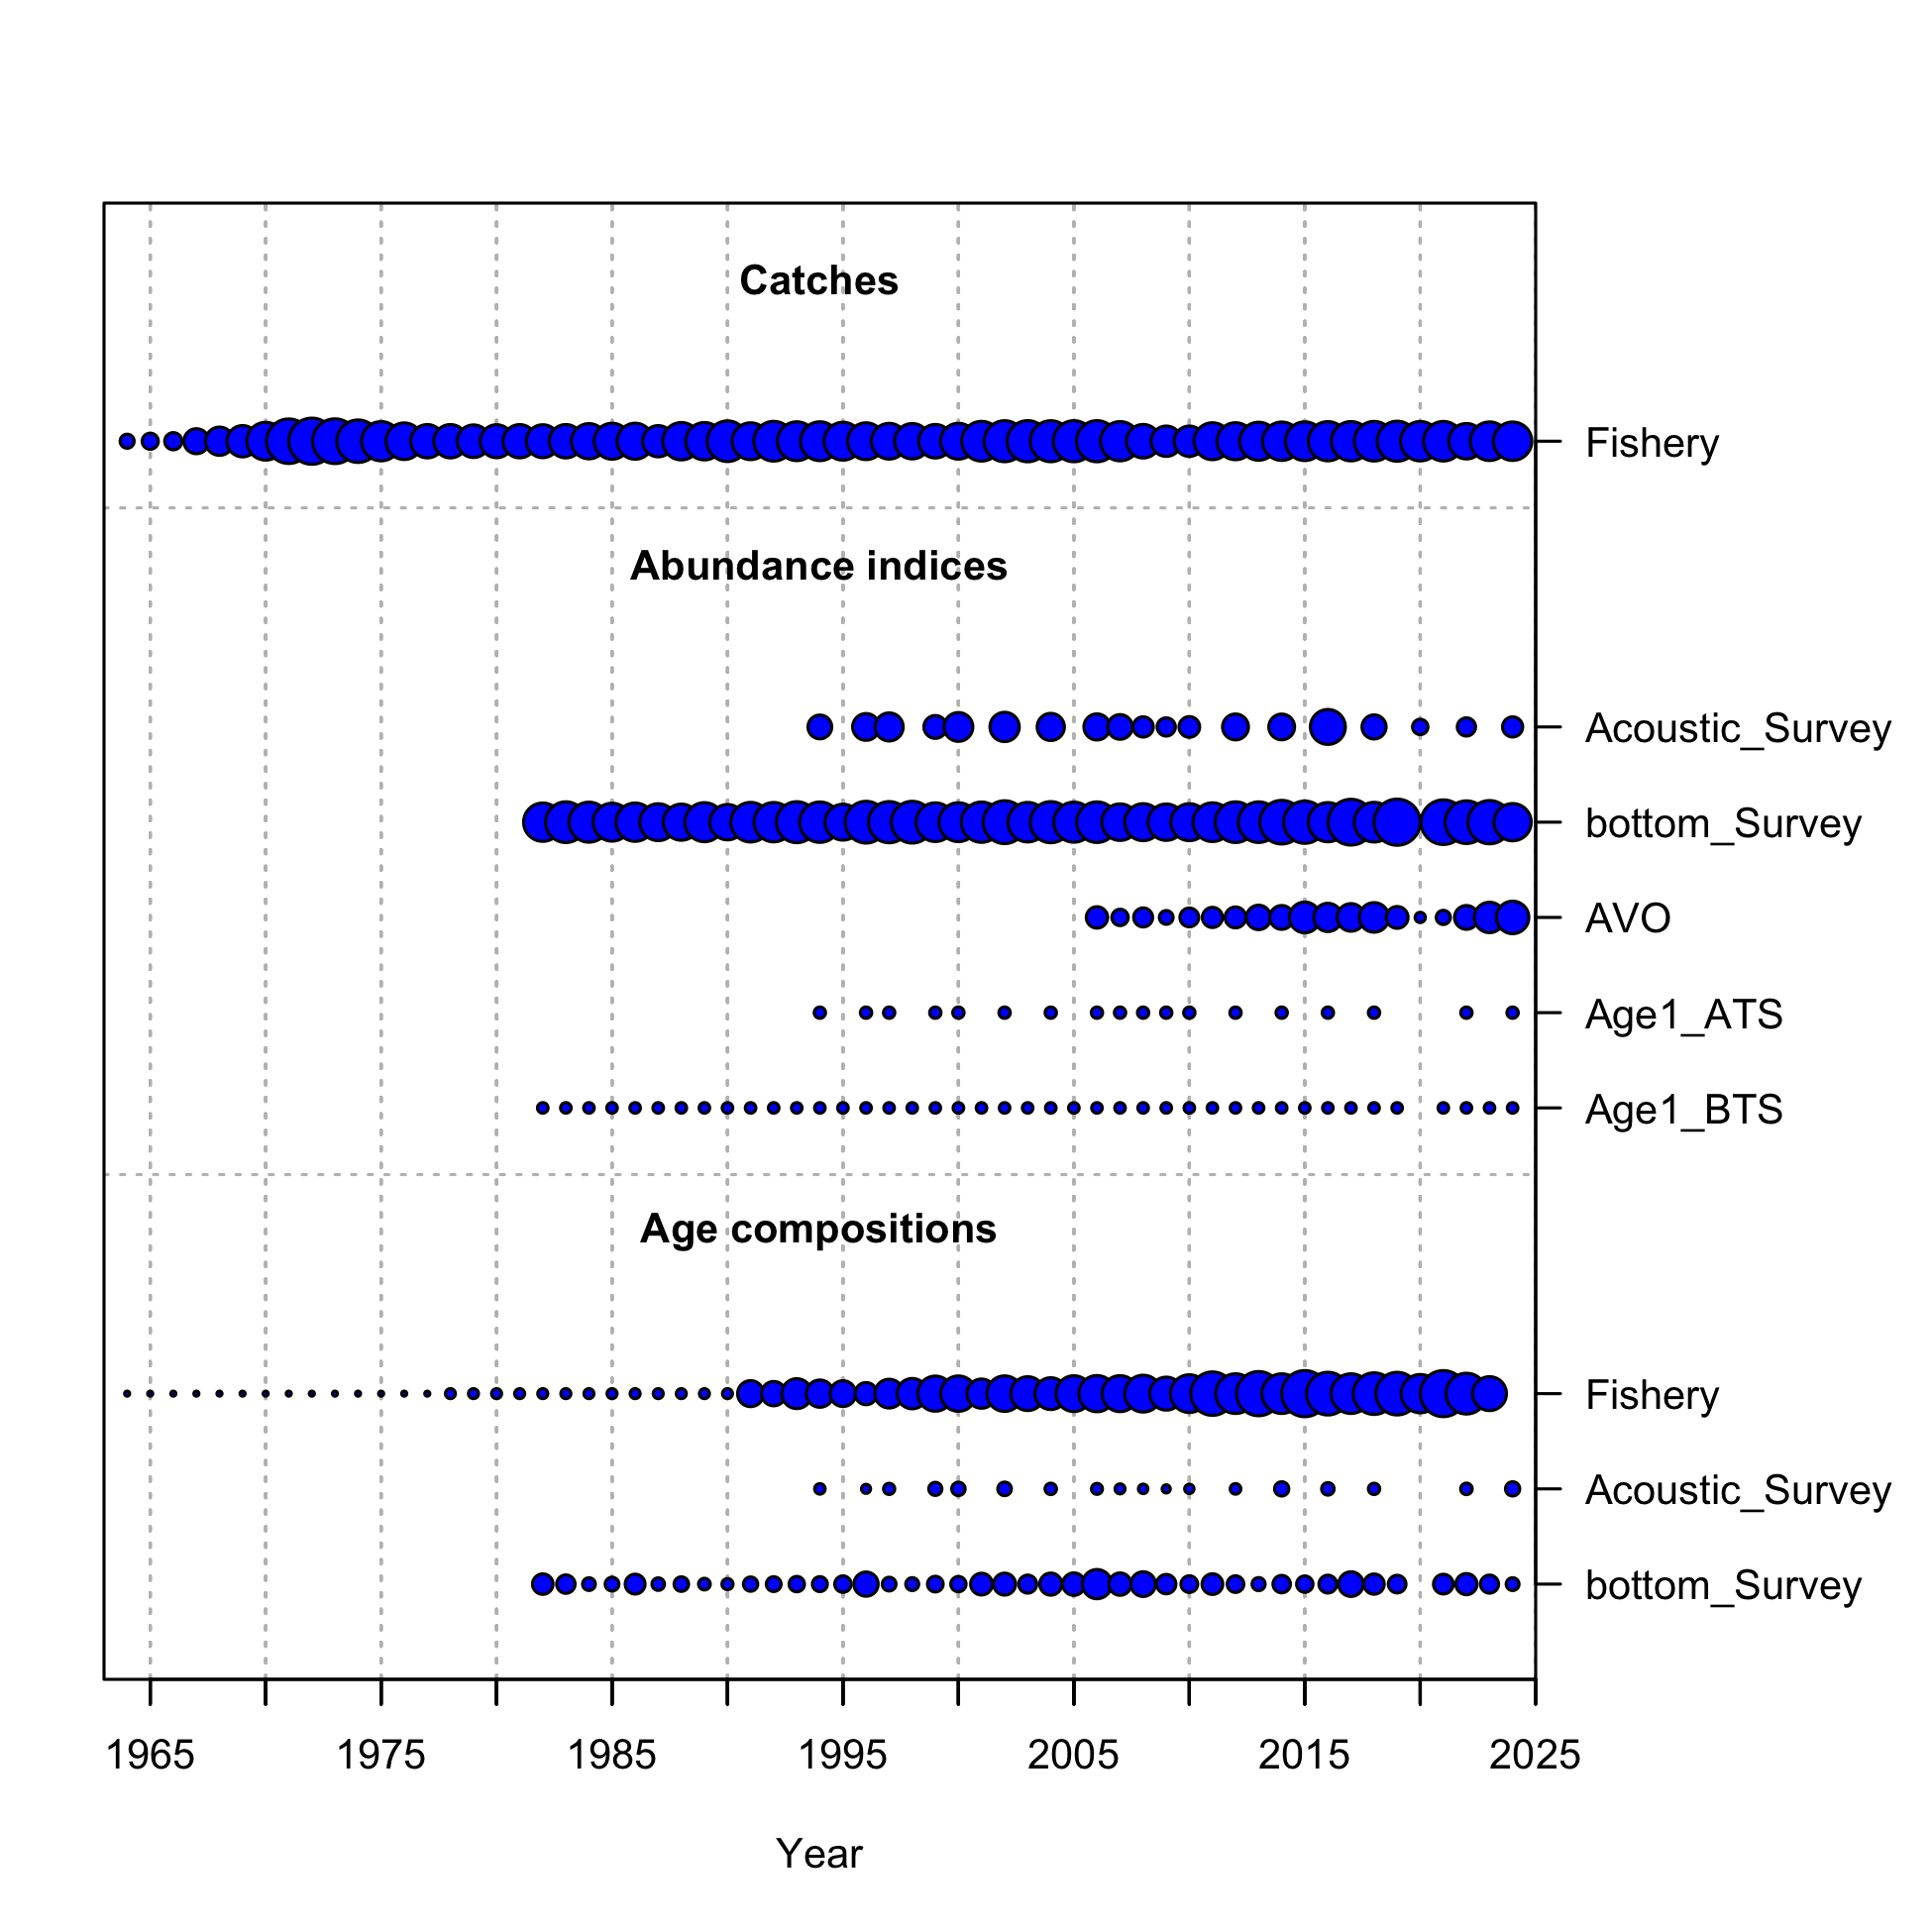 Catches
Fishery
Abundance indices
Acoustic_Survey
bottom_Survey
AVO
Age1_ATS
Age1_BTS
Age compositions
Fishery
Acoustic_Survey
bottom_Survey
1965 1975 1985 1995 2005 2015 2025
Year